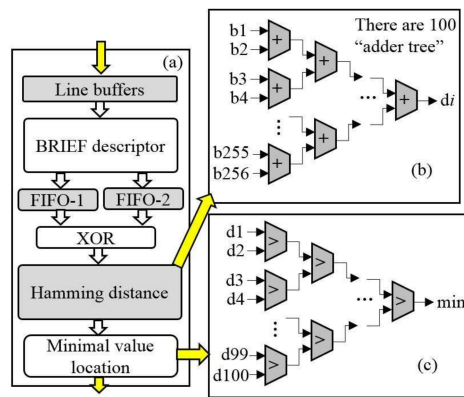 (a)
Line buffers
BRIEF descriptor
FIFO-1
FIFO-2
XOR
Hamming distance
Minimal value
location
There are 100
“adder tree”
b1
b2
b3
b4
b255
b256
+
+
+
+
+
+
...
...
di
(b)
d1
d2
d3
d4
d99
d100
>
>
>
>
>
>
...
...
min
(c)